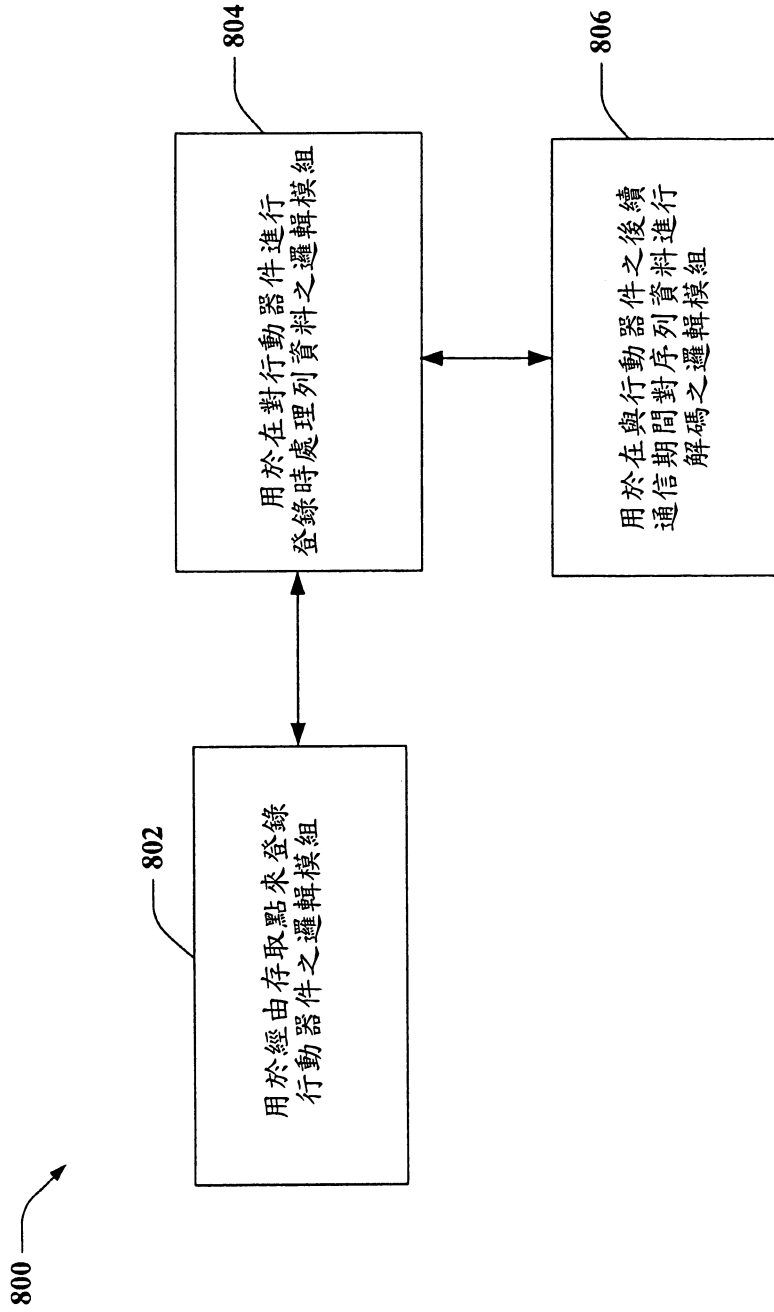 800
802
用於經由存取點來登錄
行動器件之邏輯模組
804
用於在對行動器件進行
登錄時處理列資料之邏輯模組
806
用於在與行動器件之後續
通信期間對序列資料進行
解碼之邏輯模組